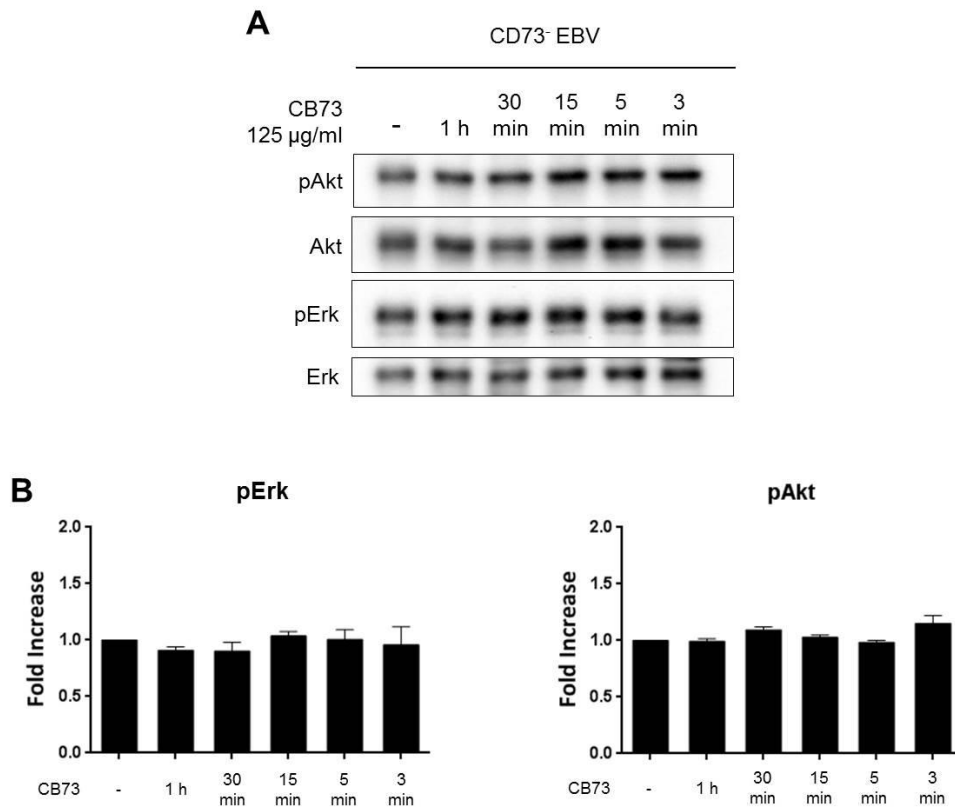 A
CD73- EBV
CB73
125 µg/ml
- 1 h 30 min 15 min 5 min 3 min
pAkt
Akt
pErk
Erk
B
pErk
2.0
1.5
1.0
0.5
0.0
Fold Increase
CB73 - 1 h 30 min 15 min 5 min 3 min
pAkt
2.0
1.5
1.0
0.5
0.0
Fold Increase
CB73 - 1 h 30 min 15 min 5 min 3 min